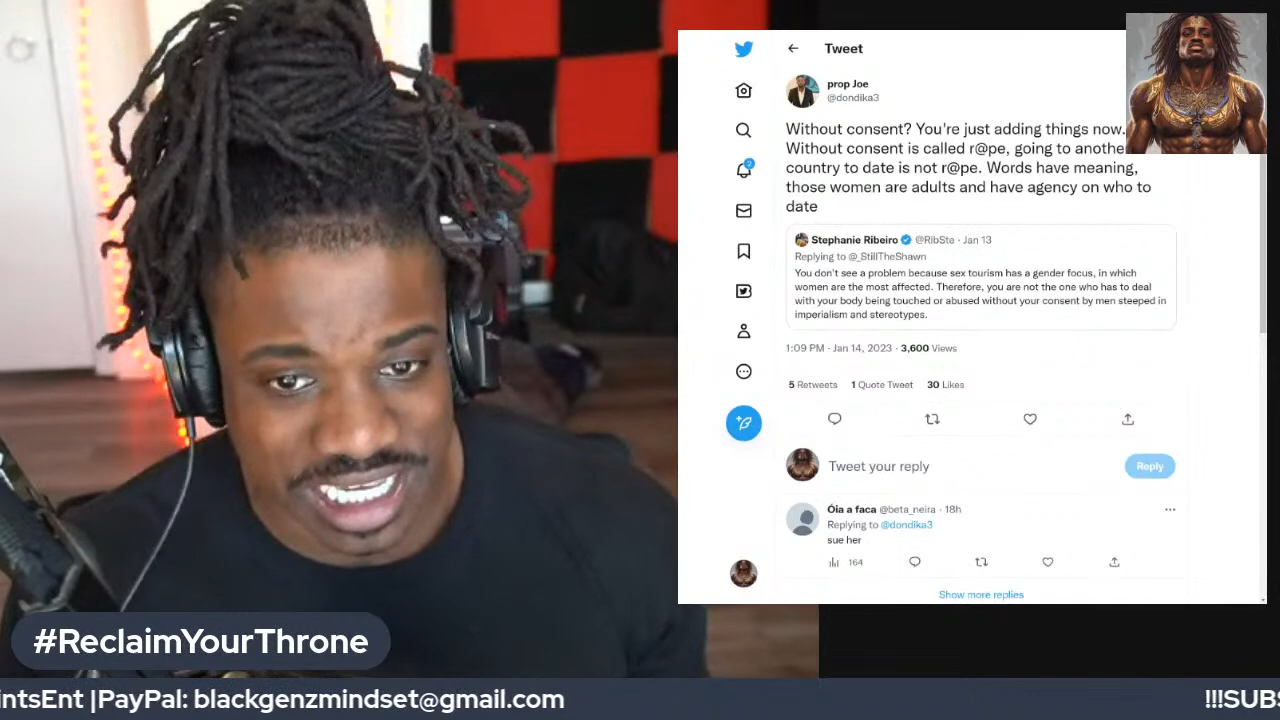 Tweet
prop Joe
@dondika3
Without consent? You're just adding things now.
Without consent is called r@pe, going to anothe
country to date is not r@pe. Words have meaning,
those women are adults and have agency on who to
date
Stephanie Ribeiro @RibSte · Jan 13
Replying to @_StillTheShawn
You don't see a problem because sex tourism has a gender focus, in which
women are the most affected. Therefore, you are not the one who has to deal
with your body being touched or abused without your consent by men steeped in
imperialism and stereotypes.
1:09 PM · Jan 14, 2023 · 3,600 Views
5 Retweets 1 Quote Tweet 30 Likes
Tweet your reply
Reply
Óia a faca @beta_neira · 18h
Replying to @dondika3
sue her
164
Show more replies
2
#ReclaimYourThrone
intsEnt |PayPal: blackgenzmindset@gmail.com
!!!SUBS